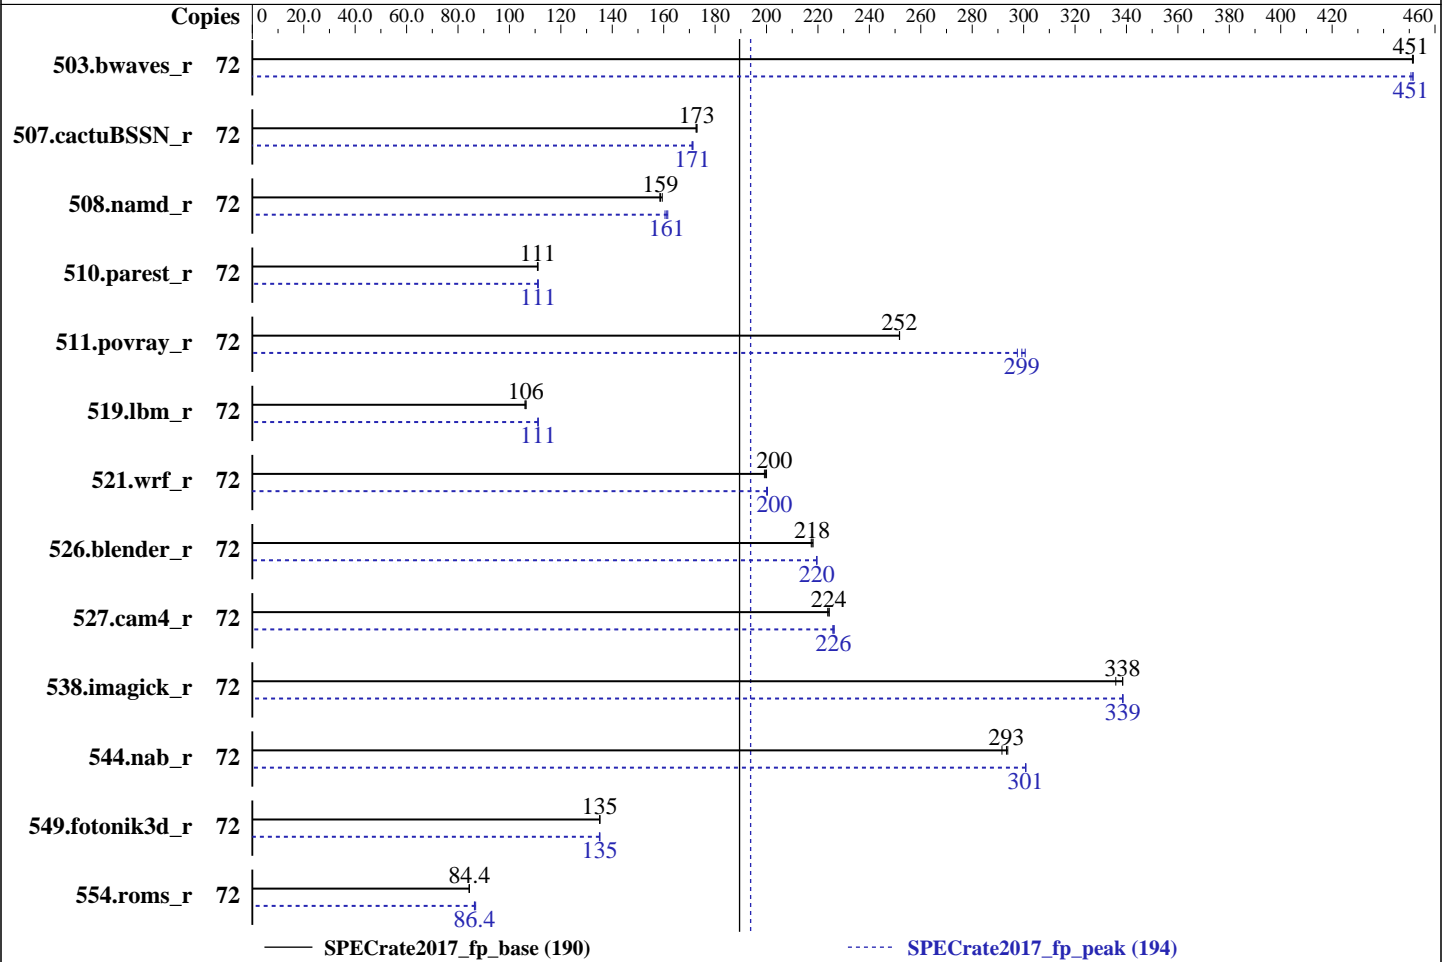 Copies 0 20.0 40.0 60.0 80.0 100 120 140 160 180 200 220 240 260 280 300 320 340 360 380 400 420 460
503.bwaves_r 72 451
451
507.cactuBSSN_r 72 173
171
508.namd_r 72 159
161
510.parest_r 72 111
111
511.povray_r 72 252
299
519.lbm_r 72 106
111
521.wrf_r 72 200
200
526.blender_r 72 218
220
527.cam4_r 72 224
226
538.imagick_r 72 338
339
544.nab_r 72 293
301
549.fotonik3d_r 72 135
135
554.roms_r 72 84.4
86.4
SPECrate2017_fp_base (190) SPECrate2017_fp_peak (194)